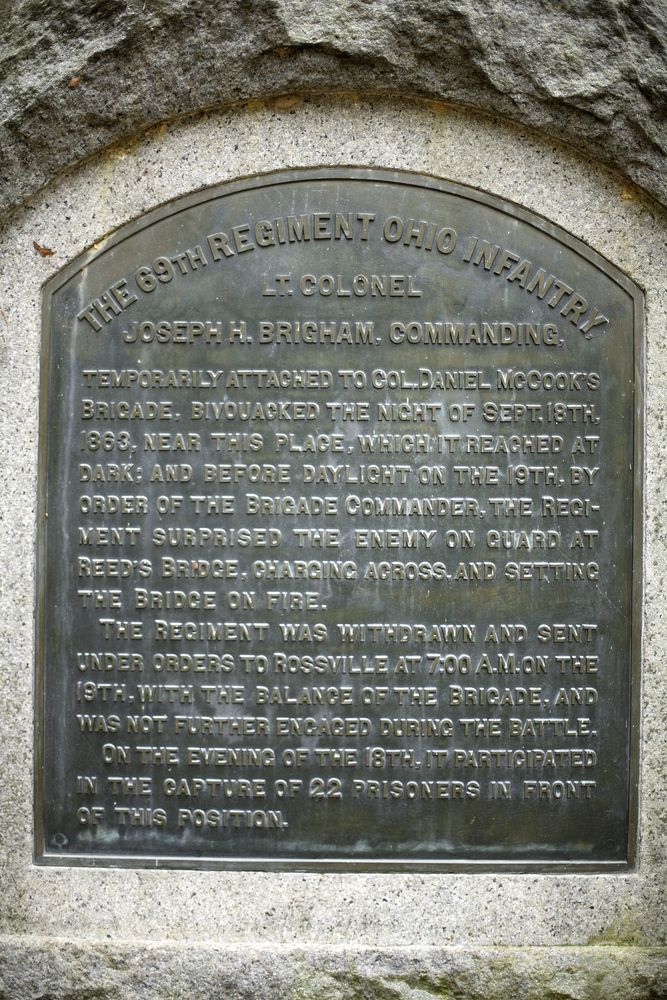 THE 69TH REGIMENT OHIO INFANTRY,
LT. COLONEL
JOSEPH H. BRIGHAM, COMMANDING,
TEMPORARILY ATTACHED TO COL. DANIEL MCCOOK'S
BRIGADE, BIVOUACKED THE NIGHT OF SEPT. 18TH,
1863, NEAR THIS PLACE, WHICH IT REACHED AT
DARK; AND BEFORE DAYLIGHT ON THE 19TH, BY
ORDER OF THE BRIGADE COMMANDER, THE REGI-
MENT SURPRISED THE ENEMY ON GUARD AT
REED'S BRIDGE, CHARGING ACROSS, AND SETTING
THE BRIDGE ON FIRE.
THE REGIMENT WAS WITHDRAWN AND SENT
UNDER ORDERS TO ROSSVILLE AT 7:00 A.M. ON THE
19TH, WITH THE BALANCE OF THE BRIGADE, AND
WAS NOT FURTHER ENGAGED DURING THE BATTLE.
ON THE EVENING OF THE 18TH, IT PARTICIPATED
IN THE CAPTURE OF 22 PRISONERS IN FRONT
OF THIS POSITION.